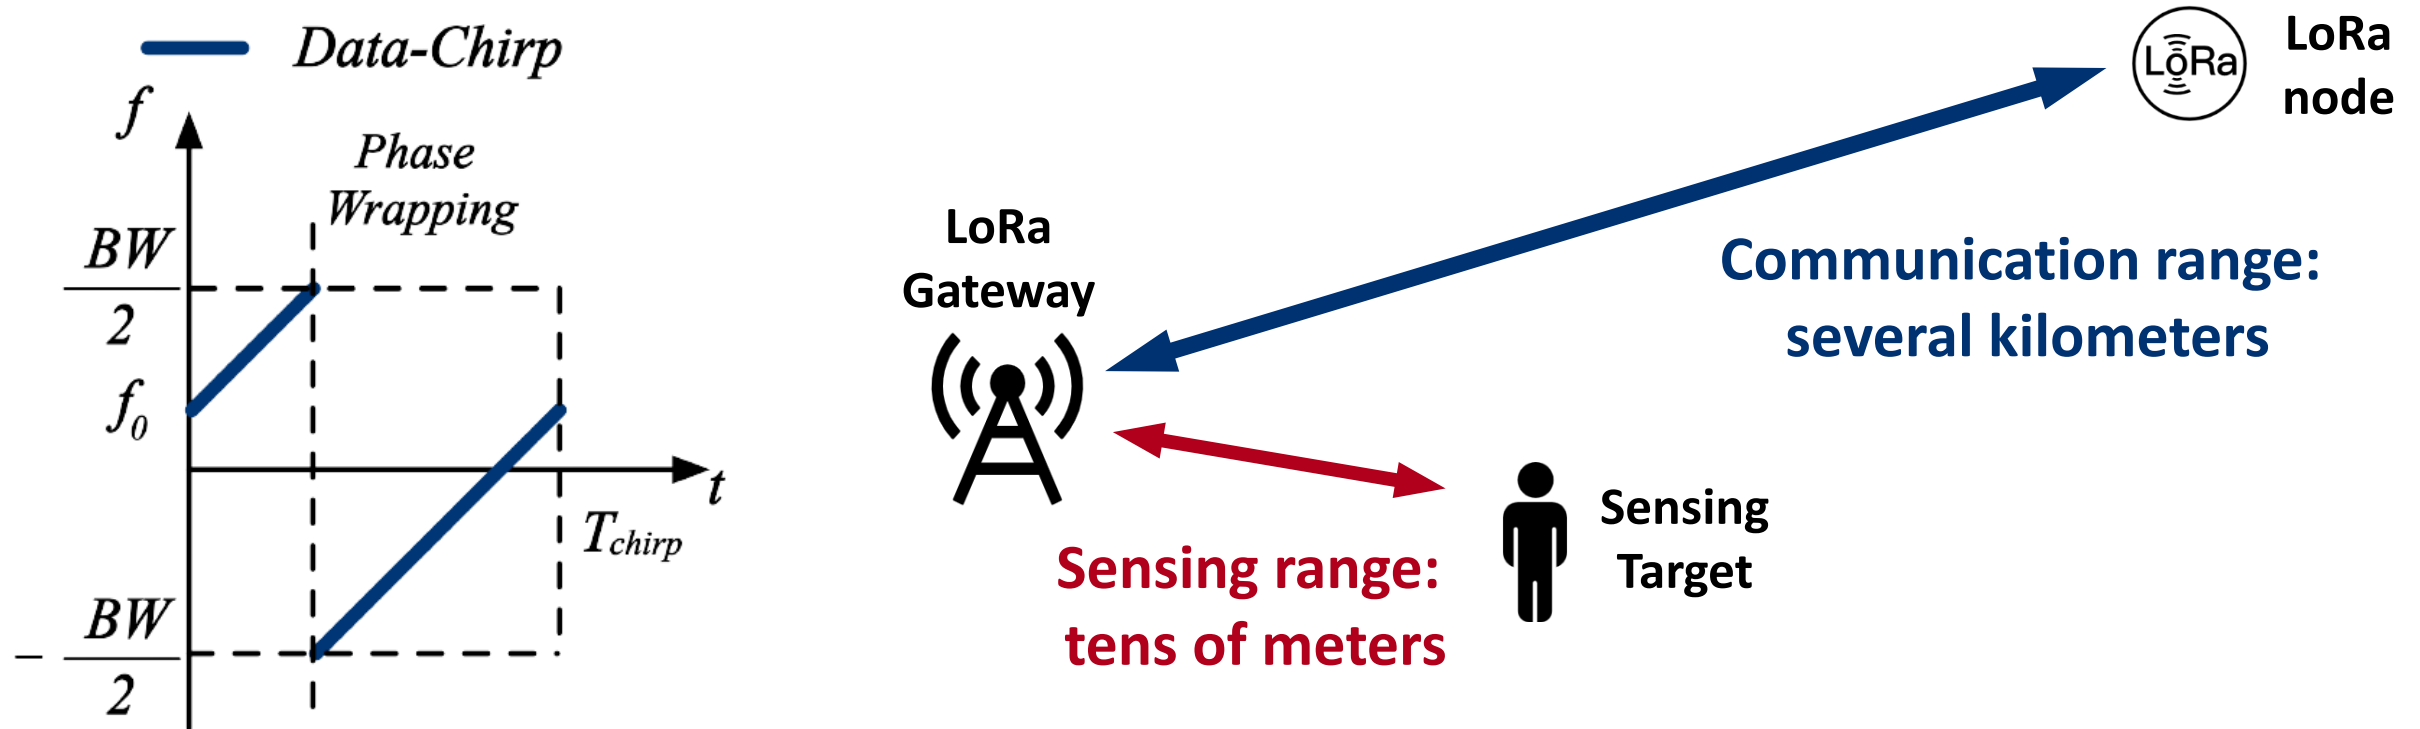 Data-Chirp
f
Phase
Wrapping
BW
2
f0
t
Tchirp
BW
– 
2
LoRa
Gateway
LoRa
LoRa
node
Communication range:
several kilometers
Sensing range:
tens of meters
Sensing
Target